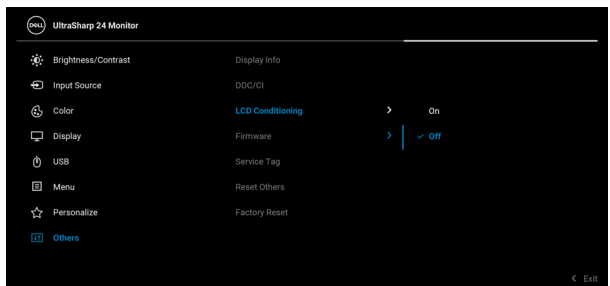 DELL UltraSharp 24 Monitor
Brightness/Contrast Display Info
Input Source DDC/CI
Color LCD Conditioning > On
Display Firmware > ✓ Off
USB Service Tag
Menu Reset Others
Personalize Factory Reset
Others
< Exit